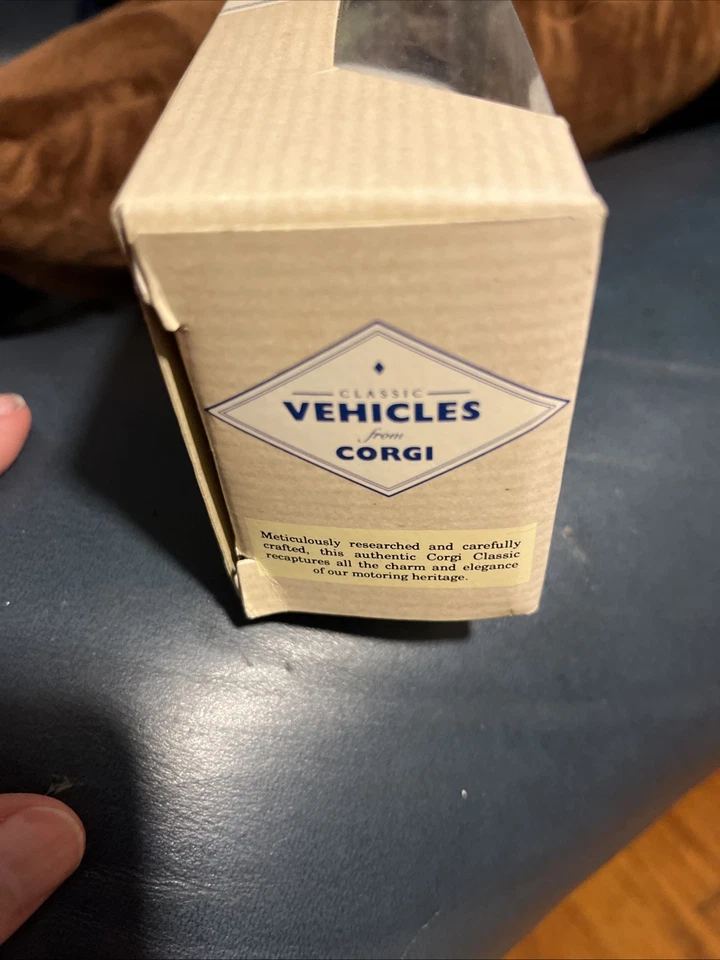 CLASSIC
VEHICLES
from
CORGI
Meticulously researched and carefully
crafted, this authentic Corgi Classic
recaptures all the charm and elegance
of our motoring heritage.